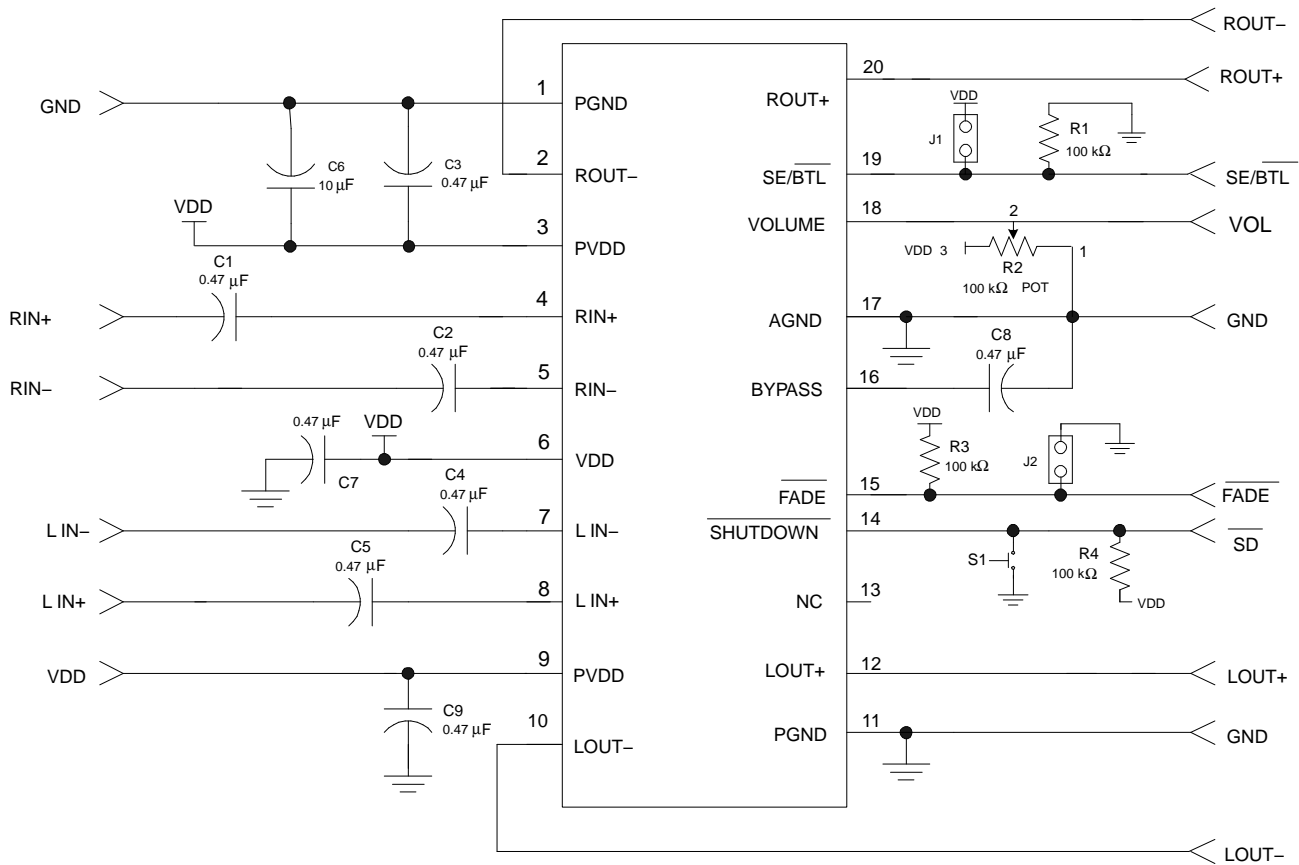 ROUT–
ROUT+
GND
1
PGND
20
ROUT+
VDD
J1
R1
100 kΩ
C6
10 µF
C3
0.47 µF
2
ROUT–
19
SE/BTL
SE/BTL
VDD
3
PVDD
18
VOLUME
2
VOL
VDD 3
1
R2
100 kΩ POT
C1
0.47 µF
RIN+
4
RIN+
17
AGND
GND
C2
0.47 µF
C8
0.47 µF
RIN–
5
RIN–
16
BYPASS
0.47 µF
VDD
C7
6
VDD
VDD
R3
100 kΩ
J2
C4
0.47 µF
15
FADE
FADE
L IN–
7
L IN–
14
SHUTDOWN
SD
C5
0.47 µF
S1
R4
100 kΩ
VDD
L IN+
8
L IN+
13
NC
VDD
9
PVDD
12
LOUT+
LOUT+
C9
0.47 µF
10
LOUT–
11
PGND
GND
LOUT–